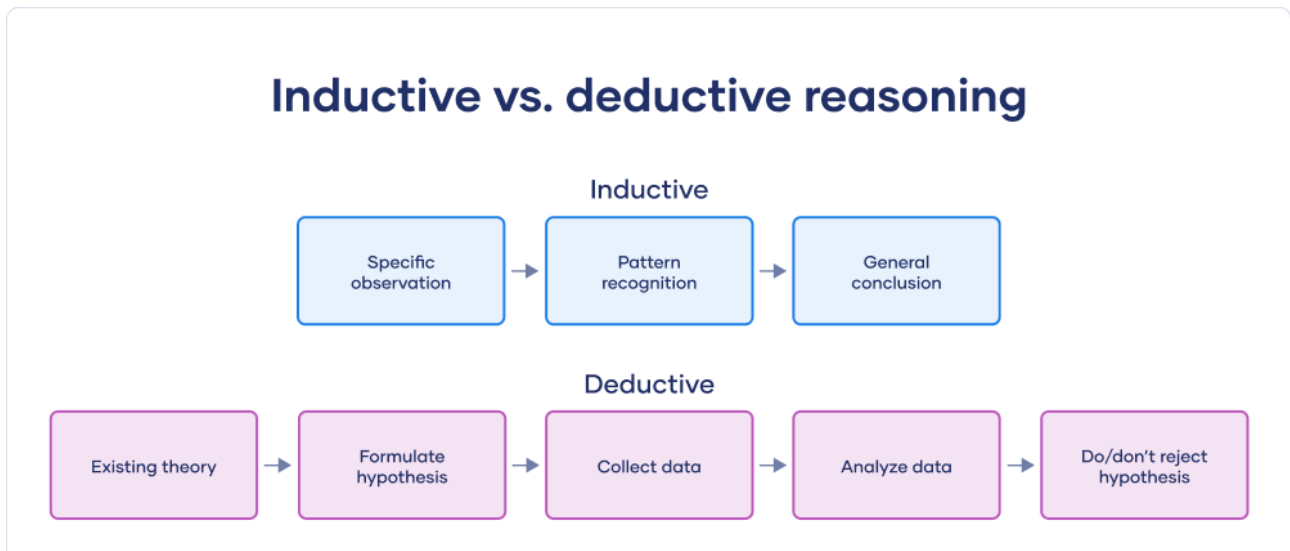 Inductive vs. deductive reasoning
Inductive
Specific
observation
Pattern
recognition
General
conclusion
Deductive
Existing theory
Formulate
hypothesis
Collect data
Analyze data
Do/don't reject
hypothesis